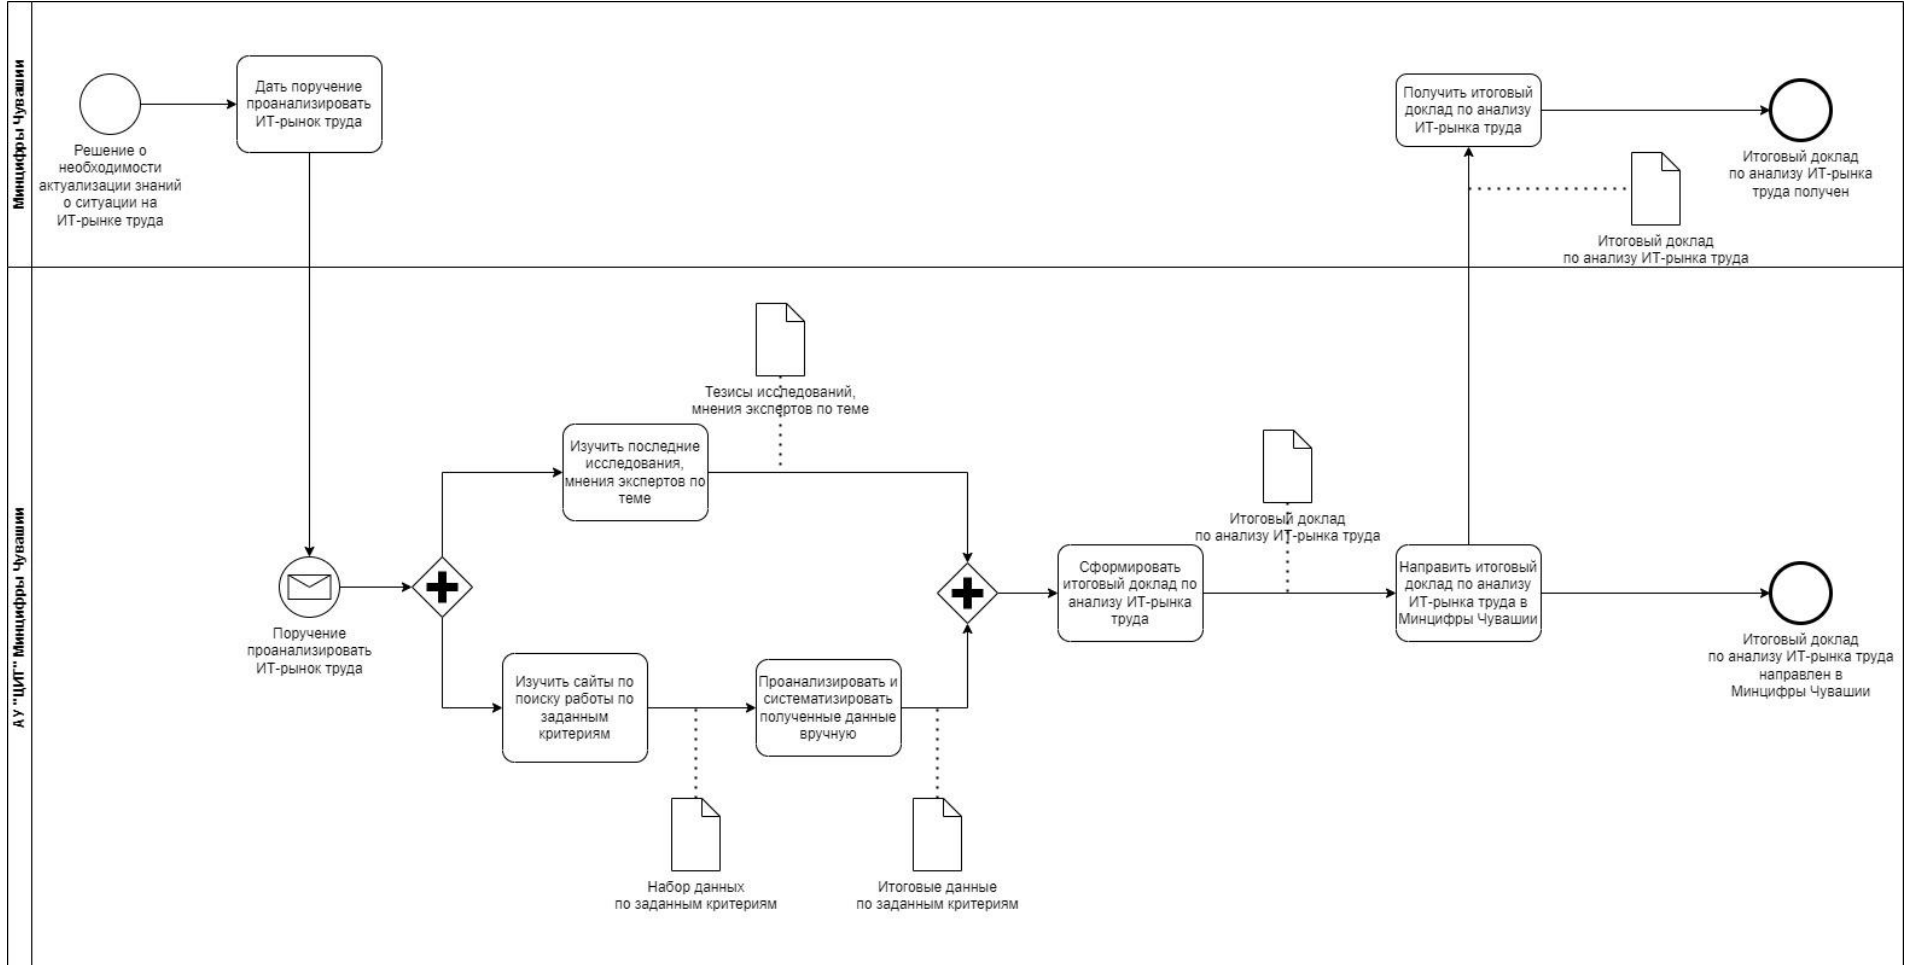 Минцифры Чувашии
Решение о
необходимости
актуализации знаний
о ситуации на
ИТ-рынке труда
Дать поручение
проанализировать
ИТ-рынок труда
Получить итоговый
доклад по анализу
ИТ-рынка труда
Итоговый доклад
по анализу ИТ-рынка труда
Итоговый доклад
по анализу ИТ-рынка
труда получен
АУ "ЦИТ" Минцифры Чувашии
Поручение
проанализировать
ИТ-рынок труда
Тезисы исследований,
мнения экспертов по теме
Изучить последние
исследования,
мнения экспертов по
теме
Изучить сайты по
поиску работы по
заданным
критериям
Набор данных
по заданным критериям
Проанализировать и
систематизировать
полученные данные
вручную
Итоговые данные
по заданным критериям
Сформировать
итоговый доклад по
анализу ИТ-рынка
труда
Итоговый доклад
по анализу ИТ-рынка труда
Направить итоговый
доклад по анализу
ИТ-рынка труда в
Минцифры Чувашии
Итоговый доклад
по анализу ИТ-рынка труда
направлен в
Минцифры Чувашии